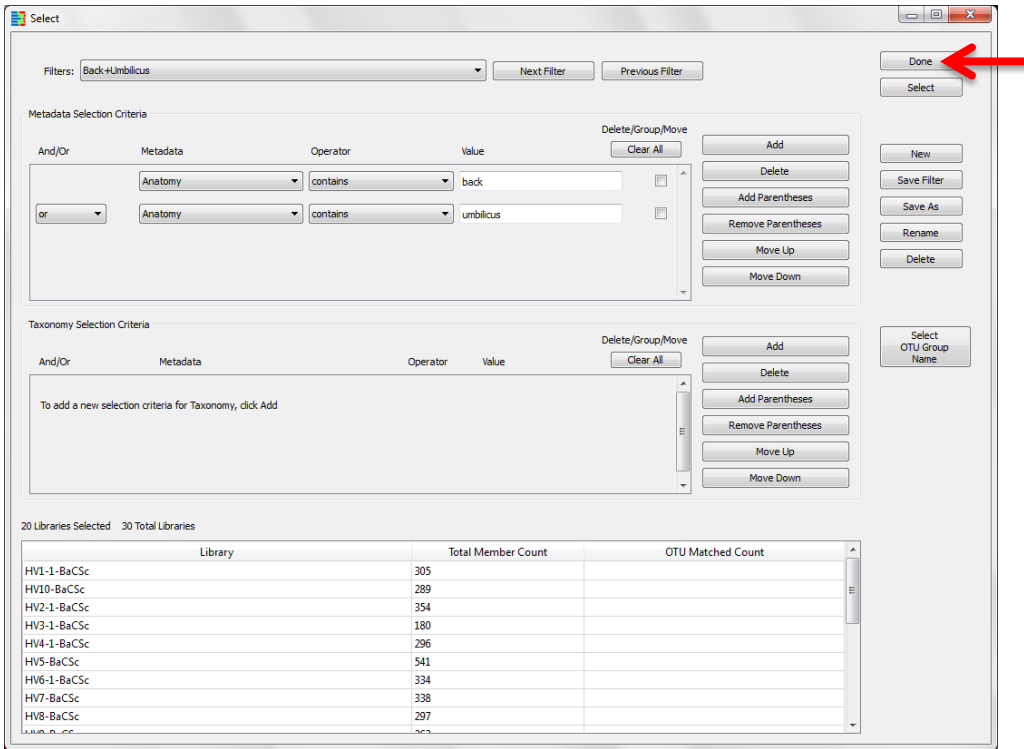 Select
Filters: Back+Umbilicus Next Filter Previous Filter Done
Select
Metadata Selection Criteria
Delete/Group/Move
And/Or Metadata Operator Value Clear All Add
Anatomy contains back Delete
or Anatomy contains umbilicus Add Parentheses
Remove Parentheses
Move Up
Move Down
New
Save Filter
Save As
Rename
Delete
Taxonomy Selection Criteria
Delete/Group/Move
And/Or Metadata Operator Value Clear All Add
To add a new selection criteria for Taxonomy, click Add
Delete
Add Parentheses
Remove Parentheses
Move Up
Move Down
Select
OTU Group
Name
20 Libraries Selected 30 Total Libraries
Library Total Member Count OTU Matched Count
HV1-1-BaCSc 305
HV10-BaCSc 289
HV2-1-BaCSc 354
HV3-1-BaCSc 180
HV4-1-BaCSc 296
HV5-BaCSc 541
HV6-1-BaCSc 334
HV7-BaCSc 338
HV8-BaCSc 297